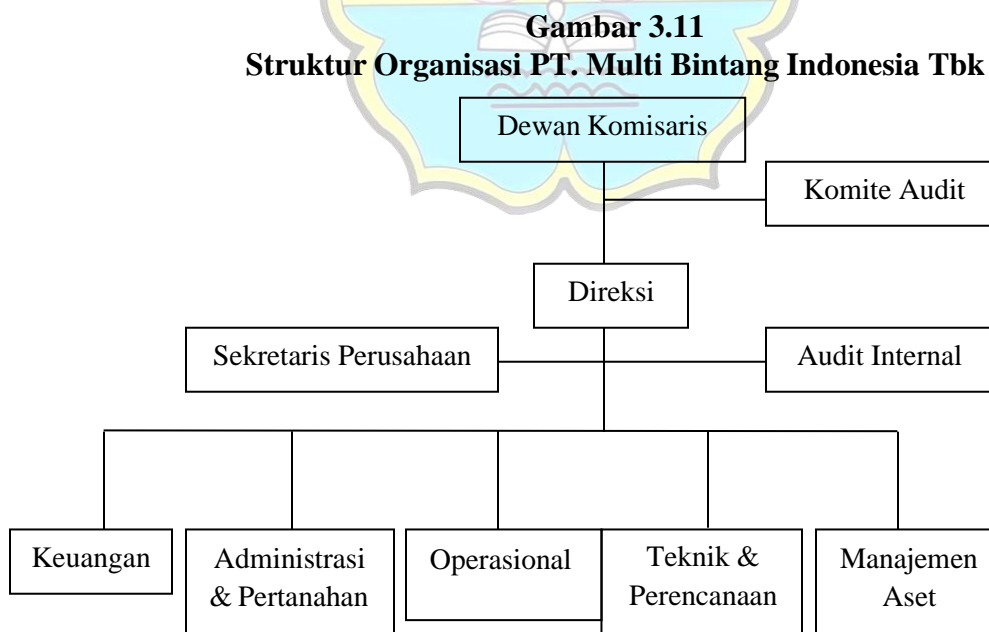 Gambar 3.11
Struktur Organisasi PT. Multi Bintang Indonesia Tbk
Dewan Komisaris
Komite Audit
Direksi
Sekretaris Perusahaan
Audit Internal
Keuangan
Administrasi
& Pertanahan
Operasional
Teknik &
Perencanaan
Manajemen
Aset